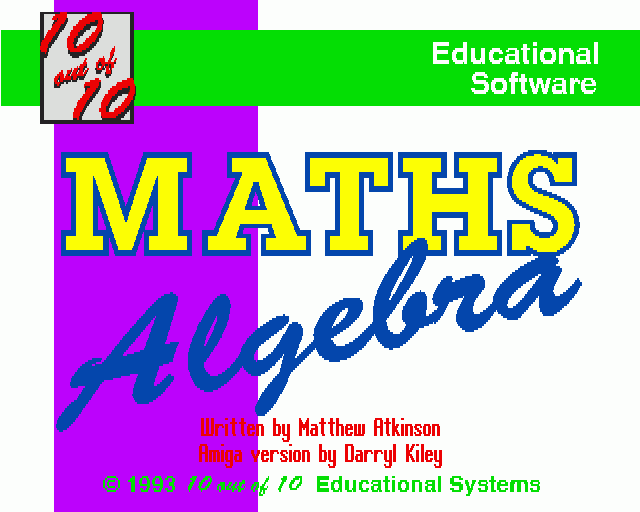 10
out of
10
Educational
Software
MATHS
Algebra
Written by Matthew Atkinson
Amiga version by Darryl Kiley
© 1993 10 out of 10 Educational Systems